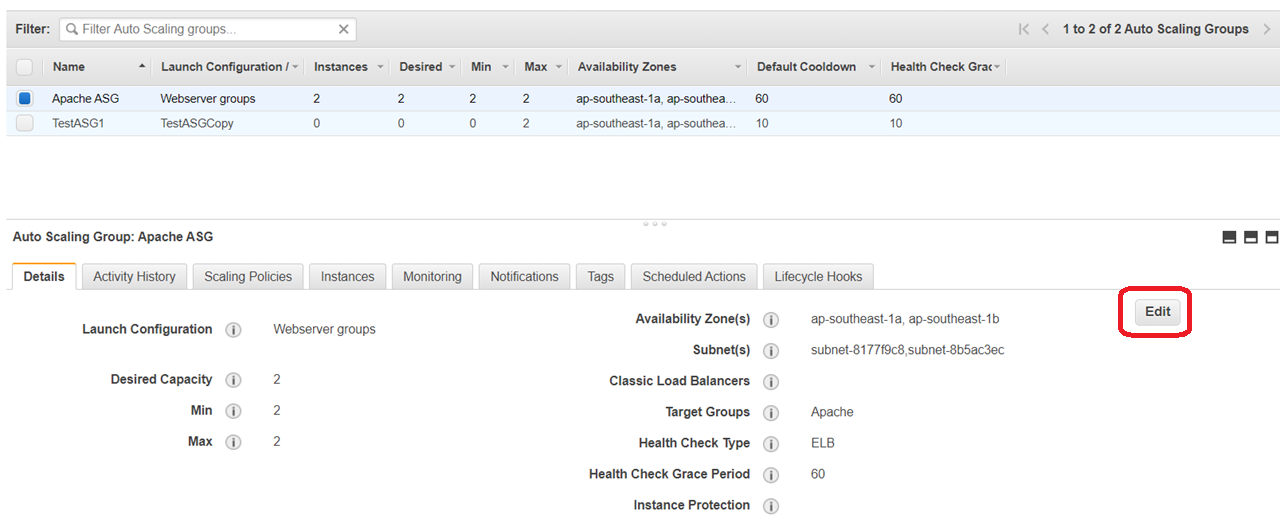 Filter: Filter Auto Scaling groups... 1 to 2 of 2 Auto Scaling Groups
Name Launch Configuration / Instances Desired Min Max Availability Zones Default Cooldown Health Check Grac
Apache ASG Webserver groups 2 2 2 2 ap-southeast-1a, ap-southea... 60 60
TestASG1 TestASGCopy 0 0 0 2 ap-southeast-1a, ap-southea... 10 10
Auto Scaling Group: Apache ASG
Details Activity History Scaling Policies Instances Monitoring Notifications Tags Scheduled Actions Lifecycle Hooks
Edit
Launch Configuration Webserver groups
Desired Capacity 2
Min 2
Max 2
Availability Zone(s) ap-southeast-1a, ap-southeast-1b
Subnet(s) subnet-8177f9c8,subnet-8b5ac3ec
Classic Load Balancers
Target Groups Apache
Health Check Type ELB
Health Check Grace Period 60
Instance Protection